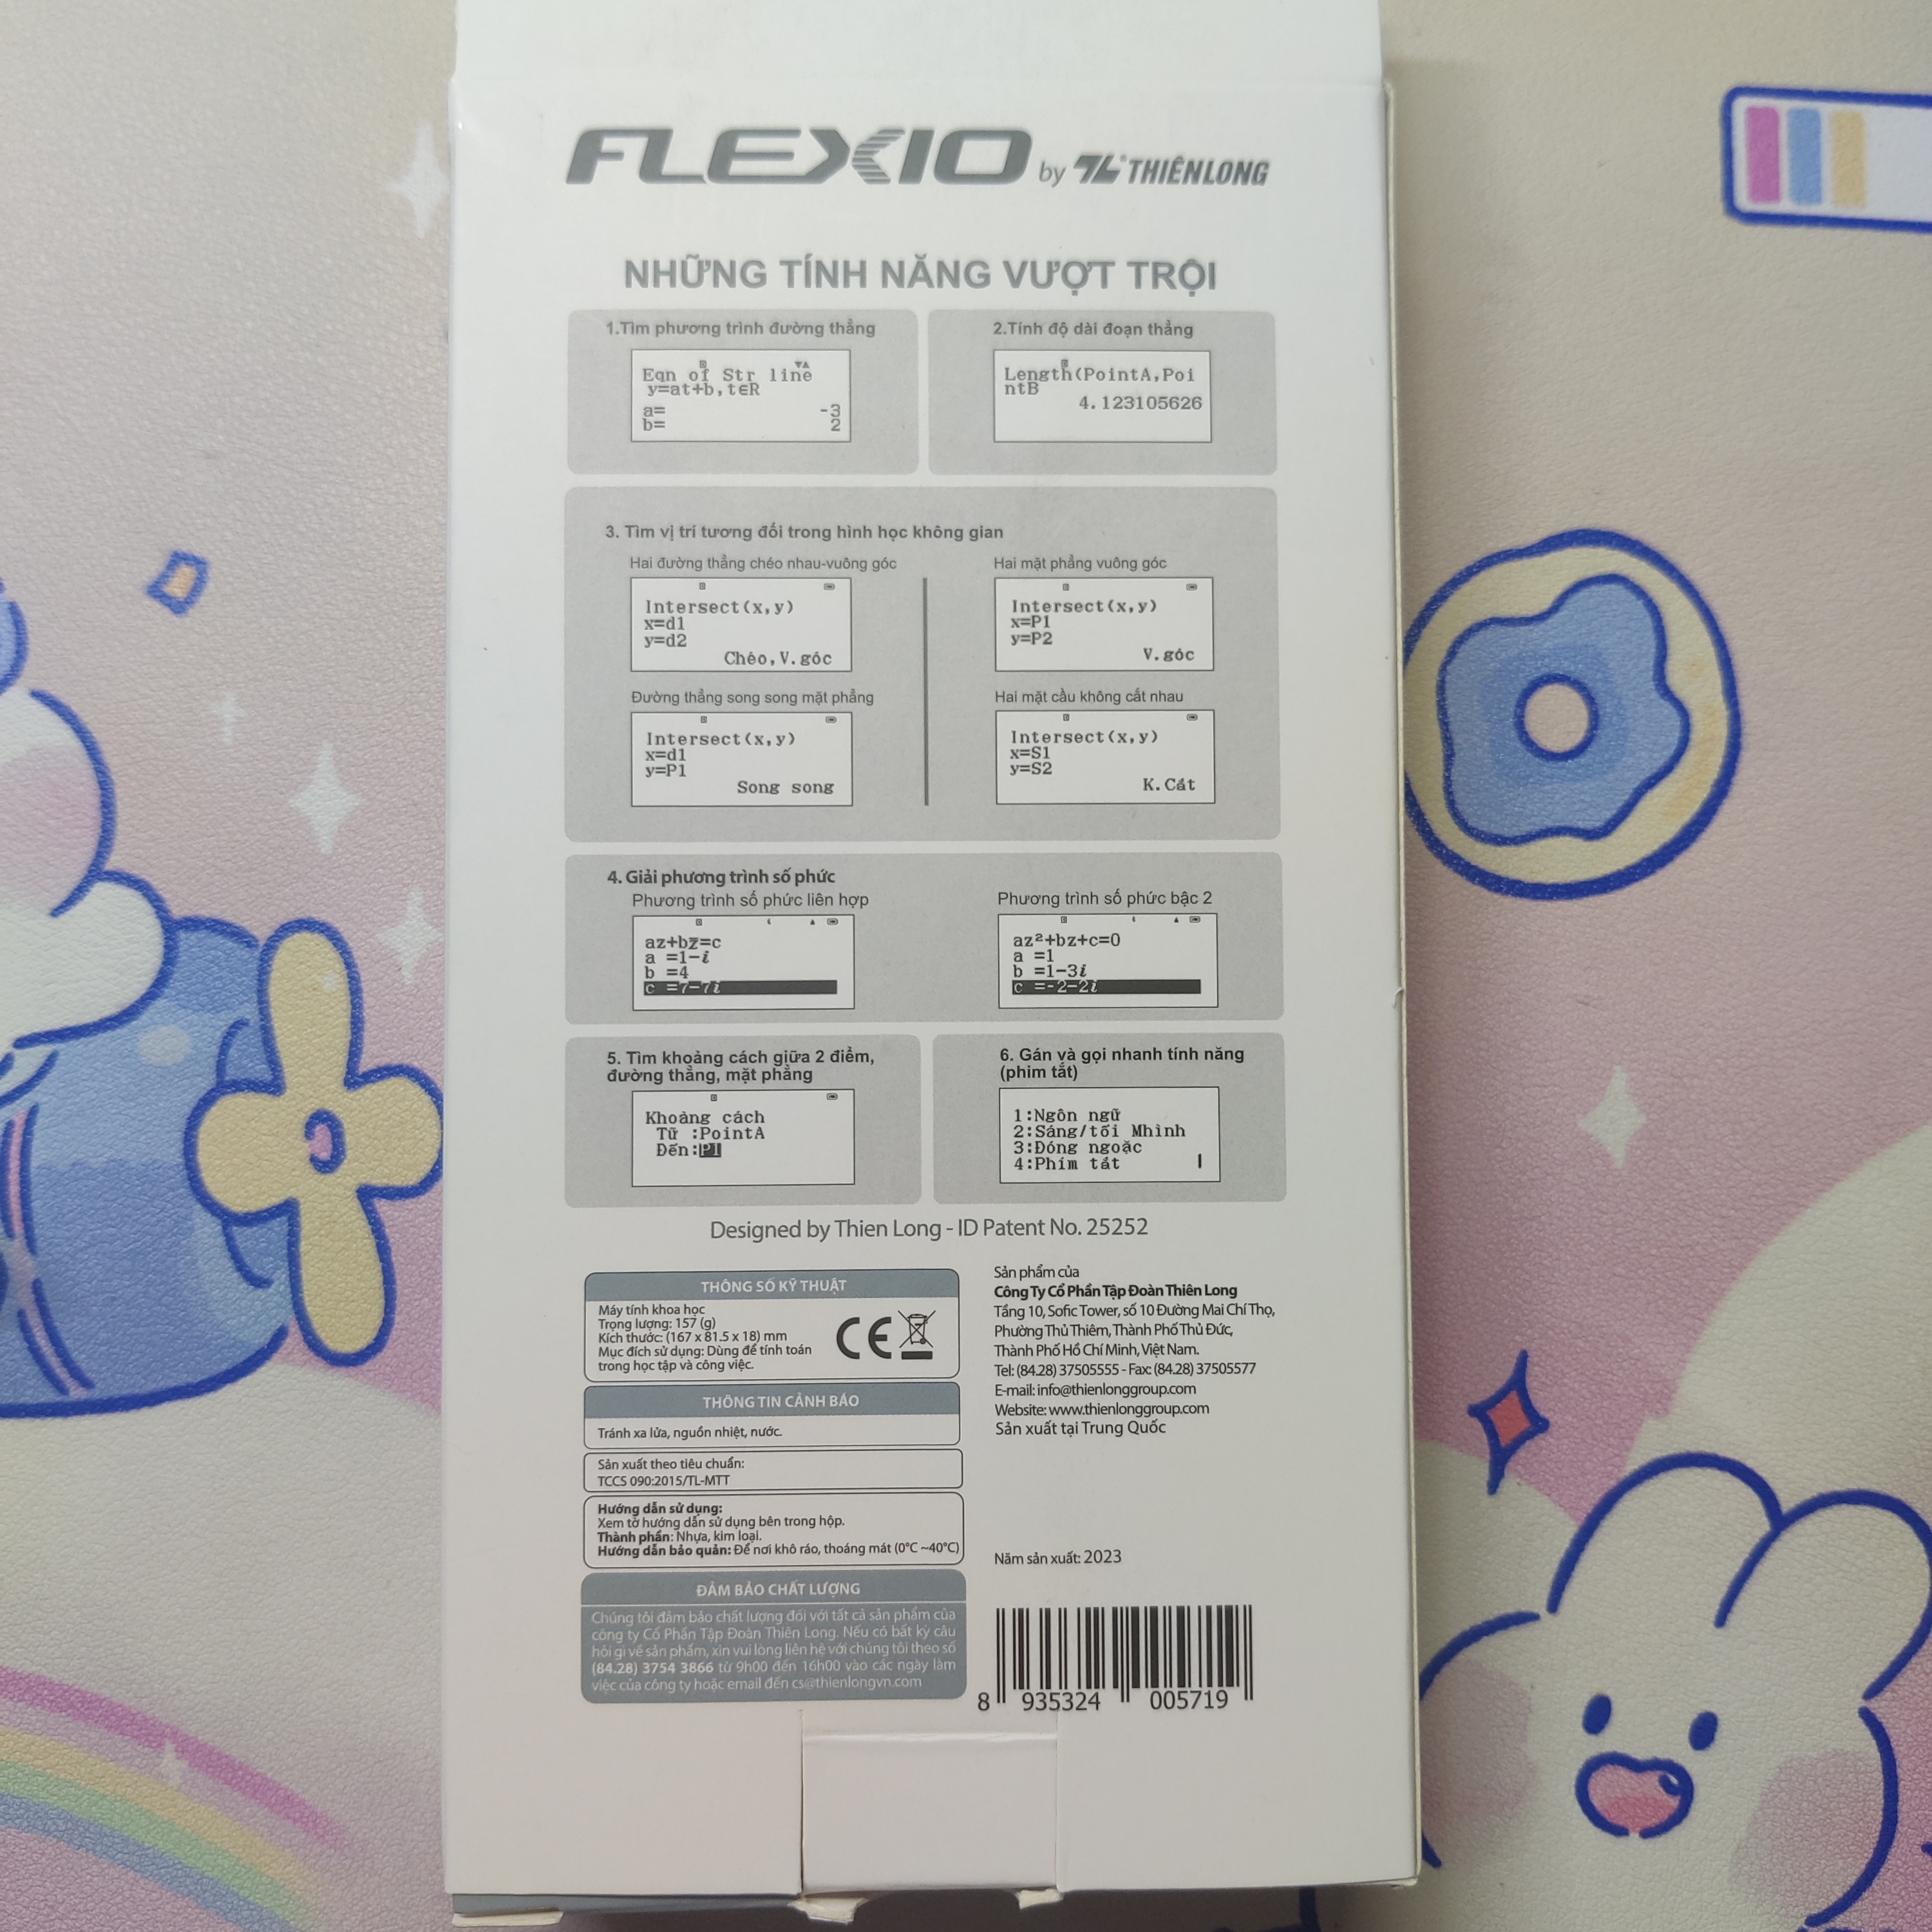 FLEXIO by TL THIÊN LONG
NHỮNG TÍNH NĂNG VƯỢT TRỘI
1.Tìm phương trình đường thẳng
Eqn of Str line
y=at+b,t∈R
a= -3
b= 2
2.Tính độ dài đoạn thẳng
Length(PointA,Poi
ntB
4.123105626
3. Tìm vị trí tương đối trong hình học không gian
Hai đường thẳng chéo nhau-vuông góc
Intersect(x,y)
x=d1
y=d2
Chéo,V.góc
Hai mặt phẳng vuông góc
Intersect(x,y)
x=P1
y=P2
V.góc
Đường thẳng song song mặt phẳng
Intersect(x,y)
x=d1
y=P1
Song song
Hai mặt cầu không cắt nhau
Intersect(x,y)
x=S1
y=S2
K.Cắt
4. Giải phương trình số phức
Phương trình số phức liên hợp
az+bz̅=c
a =1-i
b =4
c =7-7i
Phương trình số phức bậc 2
az²+bz+c=0
a =1
b =1-3i
c =-2-2i
5. Tìm khoảng cách giữa 2 điểm,
đường thẳng, mặt phẳng
Khoảng cách
Từ :PointA
Đến:P1
6. Gán và gọi nhanh tính năng
(phim tắt)
1:Ngôn ngữ
2:Sáng/tối Mhình
3:Đóng ngoặc
4:Phím tắt
Designed by Thien Long - ID Patent No. 25252
THÔNG SỐ KỸ THUẬT
Máy tính khoa học
Trọng lượng: 157 (g)
Kích thước: (167 x 81.5 x 18) mm
Mục đích sử dụng: Dùng để tính toán
trong học tập và công việc.
CE
THÔNG TIN CẢNH BÁO
Tránh xa lửa, nguồn nhiệt, nước.
Sản xuất theo tiêu chuẩn:
TCCS 090:2015/TL-MTT
Hướng dẫn sử dụng:
Xem tờ hướng dẫn sử dụng bên trong hộp.
Thành phần: Nhựa, kim loại.
Hướng dẫn bảo quản: Để nơi khô ráo, thoáng mát (0°C ~40°C)
ĐẢM BẢO CHẤT LƯỢNG
Chúng tôi đảm bảo chất lượng đối với tất cả sản phẩm của
công ty Cổ Phần Tập Đoàn Thiên Long. Nếu có bất kỳ câu
hỏi gì về sản phẩm, xin vui lòng liên hệ với chúng tôi theo số
(84.28) 3754 3866 từ 9h00 đến 16h00 vào các ngày làm
việc của công ty hoặc email đến cs@thienlongvn.com
Sản phẩm của
Công Ty Cổ Phần Tập Đoàn Thiên Long
Tầng 10, Sofic Tower, số 10 Đường Mai Chí Thọ,
Phường Thủ Thiêm, Thành Phố Thủ Đức,
Thành Phố Hồ Chí Minh, Việt Nam.
Tel: (84.28) 37505555 - Fax: (84.28) 37505577
E-mail: info@thienlonggroup.com
Website: www.thienlonggroup.com
Sản xuất tại Trung Quốc
Năm sản xuất: 2023
8 935324 005719